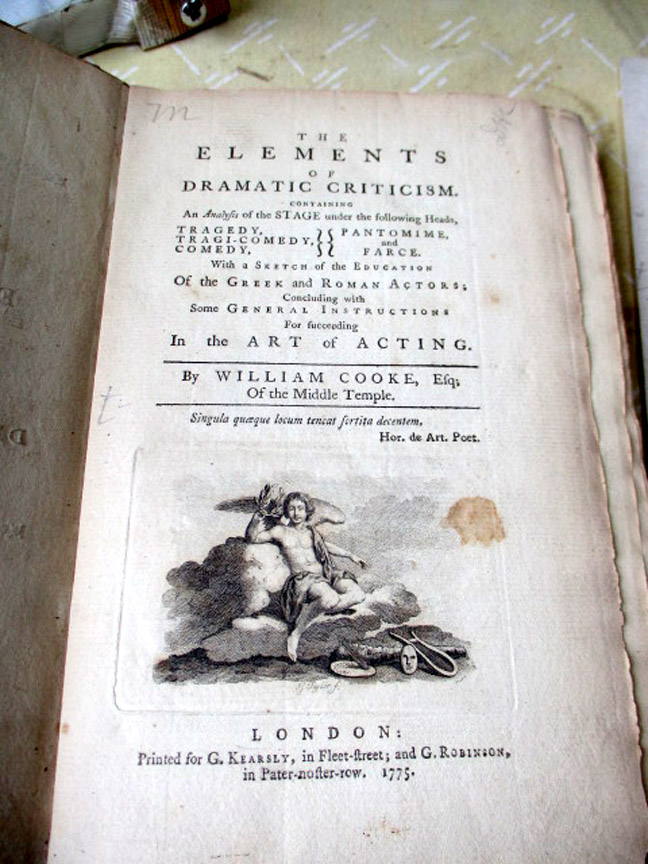 m
THE
ELEMENTS
OF
DRAMATIC CRITICISM.
CONTAINING
An Analyſis of the STAGE under the following Heads,
TRAGEDY, PANTOMIME,
TRAGI-COMEDY, and
COMEDY, FARCE.
With a SKETCH of the EDUCATION
Of the GREEK and ROMAN ACTORS;
Concluding with
Some GENERAL INSTRUCTIONS
For ſucceeding
In the ART of ACTING.
By WILLIAM COOKE, Eſq;
Of the Middle Temple.
Singula quæque locum teneat ſortita decentem,
Hor. de Art. Poet.
LONDON:
Printed for G. KEARSLY, in Fleet-ſtreet; and G. ROBINSON,
in Pater-noſter-row. 1775.